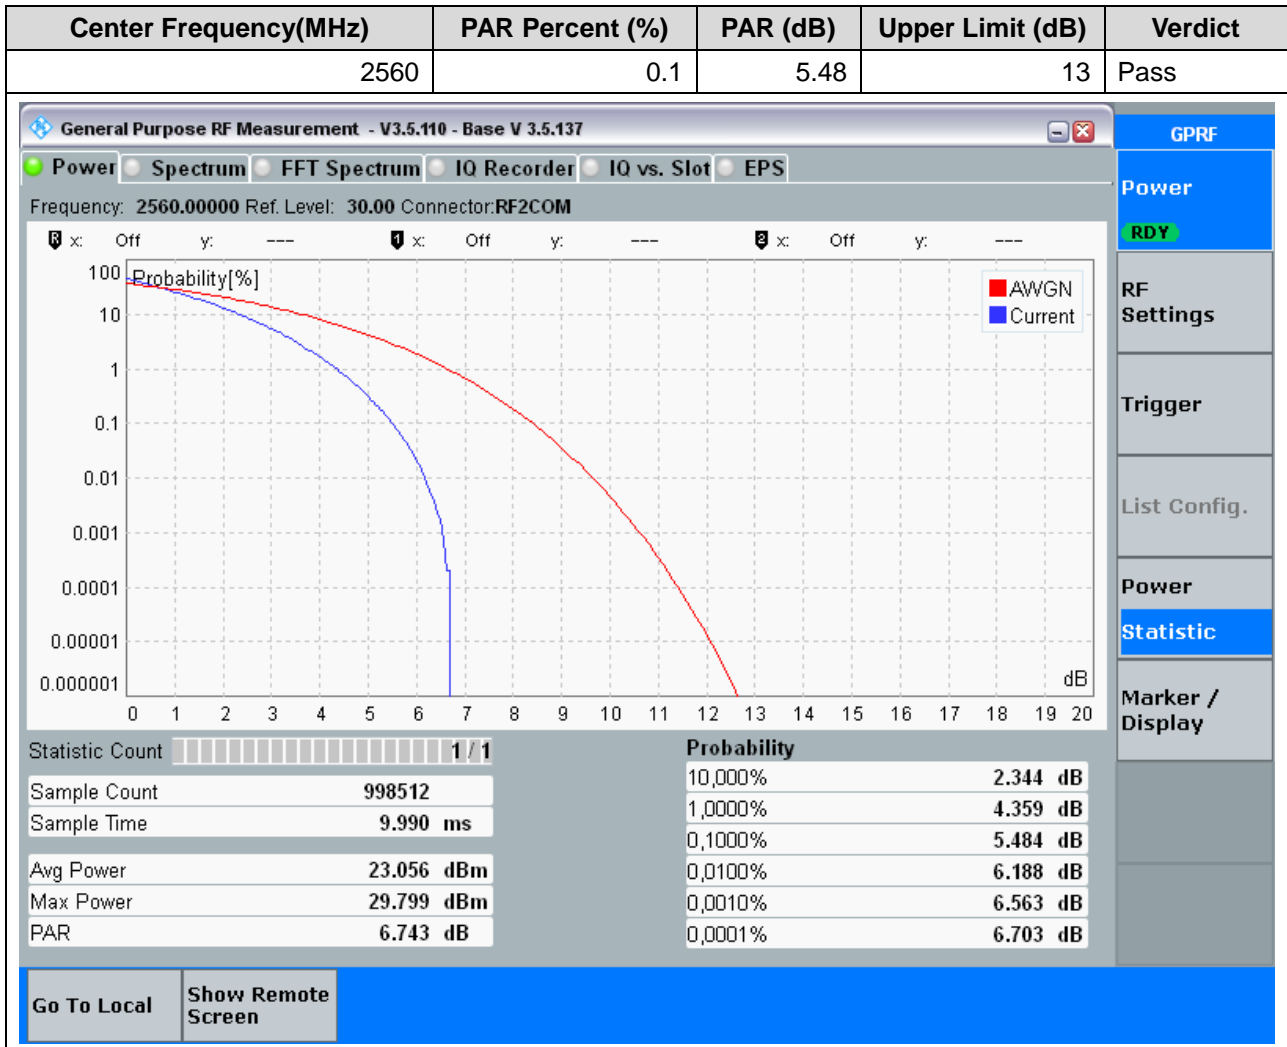 Center Frequency(MHz) PAR Percent (%) PAR (dB) Upper Limit (dB) Verdict
2560 0.1 5.48 13 Pass
General Purpose RF Measurement - V3.5.110 - Base V 3.5.137
GPRF
Power Spectrum FFT Spectrum IQ Recorder IQ vs. Slot EPS
Frequency: 2560.00000 Ref. Level: 30.00 Connector:RF2COM
R x: Off y: --- 1 x: Off y: --- 2 x: Off y: ---
Probability[%]
100
10
1
0.1
0.01
0.001
0.0001
0.00001
0.000001
AWGN
Current
dB
0 1 2 3 4 5 6 7 8 9 10 11 12 13 14 15 16 17 18 19 20
Statistic Count 1 / 1
Sample Count 998512
Sample Time 9.990 ms
Avg Power 23.056 dBm
Max Power 29.799 dBm
PAR 6.743 dB
Probability
10,000% 2.344 dB
1,0000% 4.359 dB
0,1000% 5.484 dB
0,0100% 6.188 dB
0,0010% 6.563 dB
0,0001% 6.703 dB
Power
RDY
RF
Settings
Trigger
List Config.
Power
Statistic
Marker /
Display
Go To Local
Show Remote
Screen